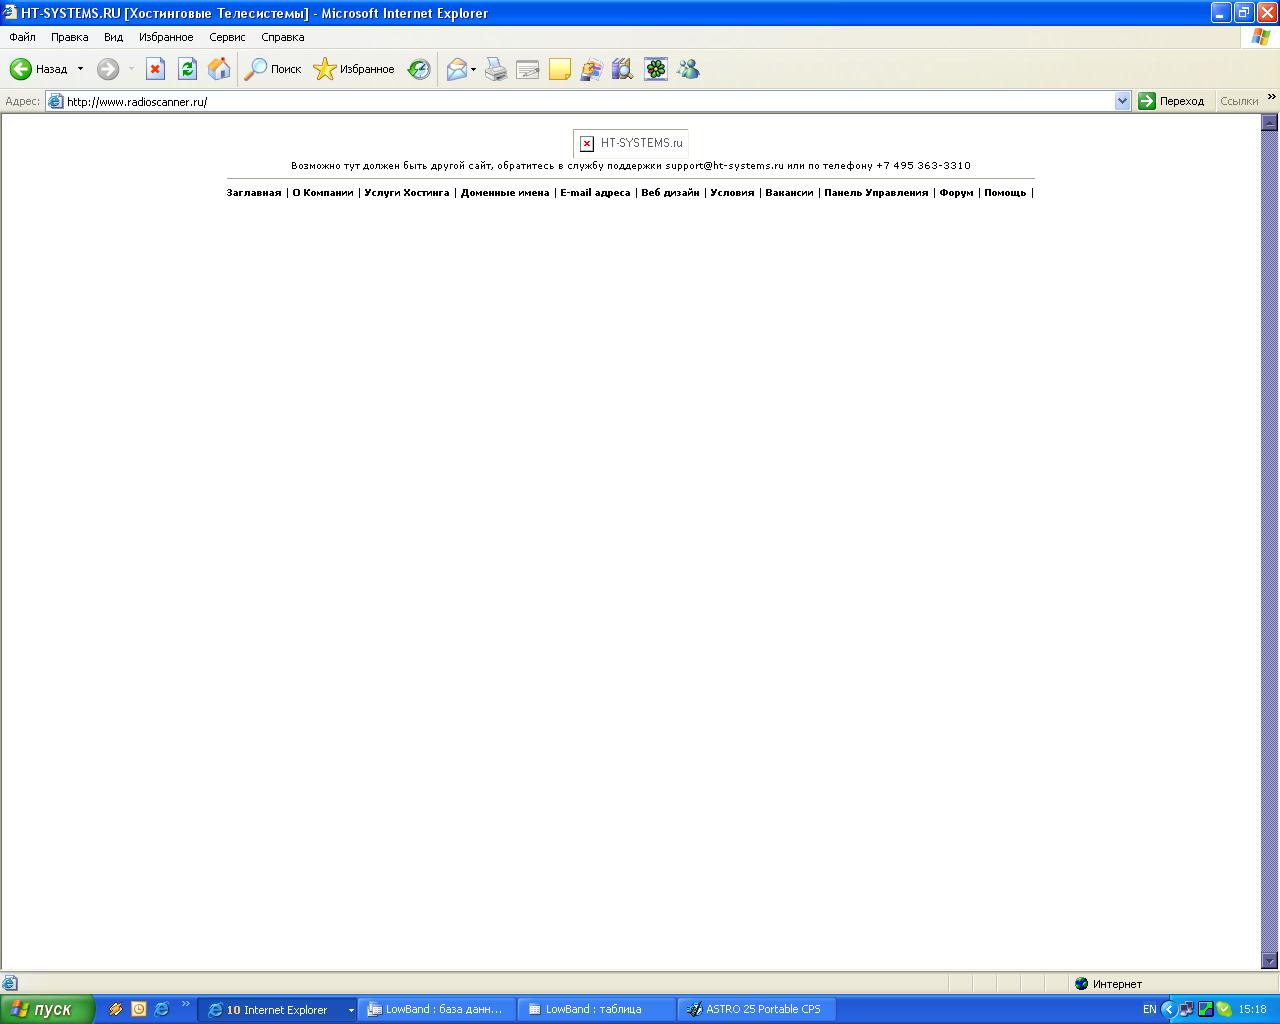 HT-SYSTEMS.RU [Хостинговые Телесистемы] - Microsoft Internet Explorer
Файл Правка Вид Избранное Сервис Справка
Назад Поиск Избранное
Адрес: http://www.radioscanner.ru/ Переход Ссылки »
HT-SYSTEMS.ru
Возможно тут должен быть другой сайт, обратитесь в службу поддержки support@ht-systems.ru или по телефону +7 495 363-3310
Заглавная | О Компании | Услуги Хостинга | Доменные имена | E-mail адреса | Веб дизайн | Условия | Вакансии | Панель Управления | Форум | Помощь |
Интернет
пуск » 10 Internet Explorer LowBand : база данн... LowBand : таблица ASTRO 25 Portable CPS EN 15:18